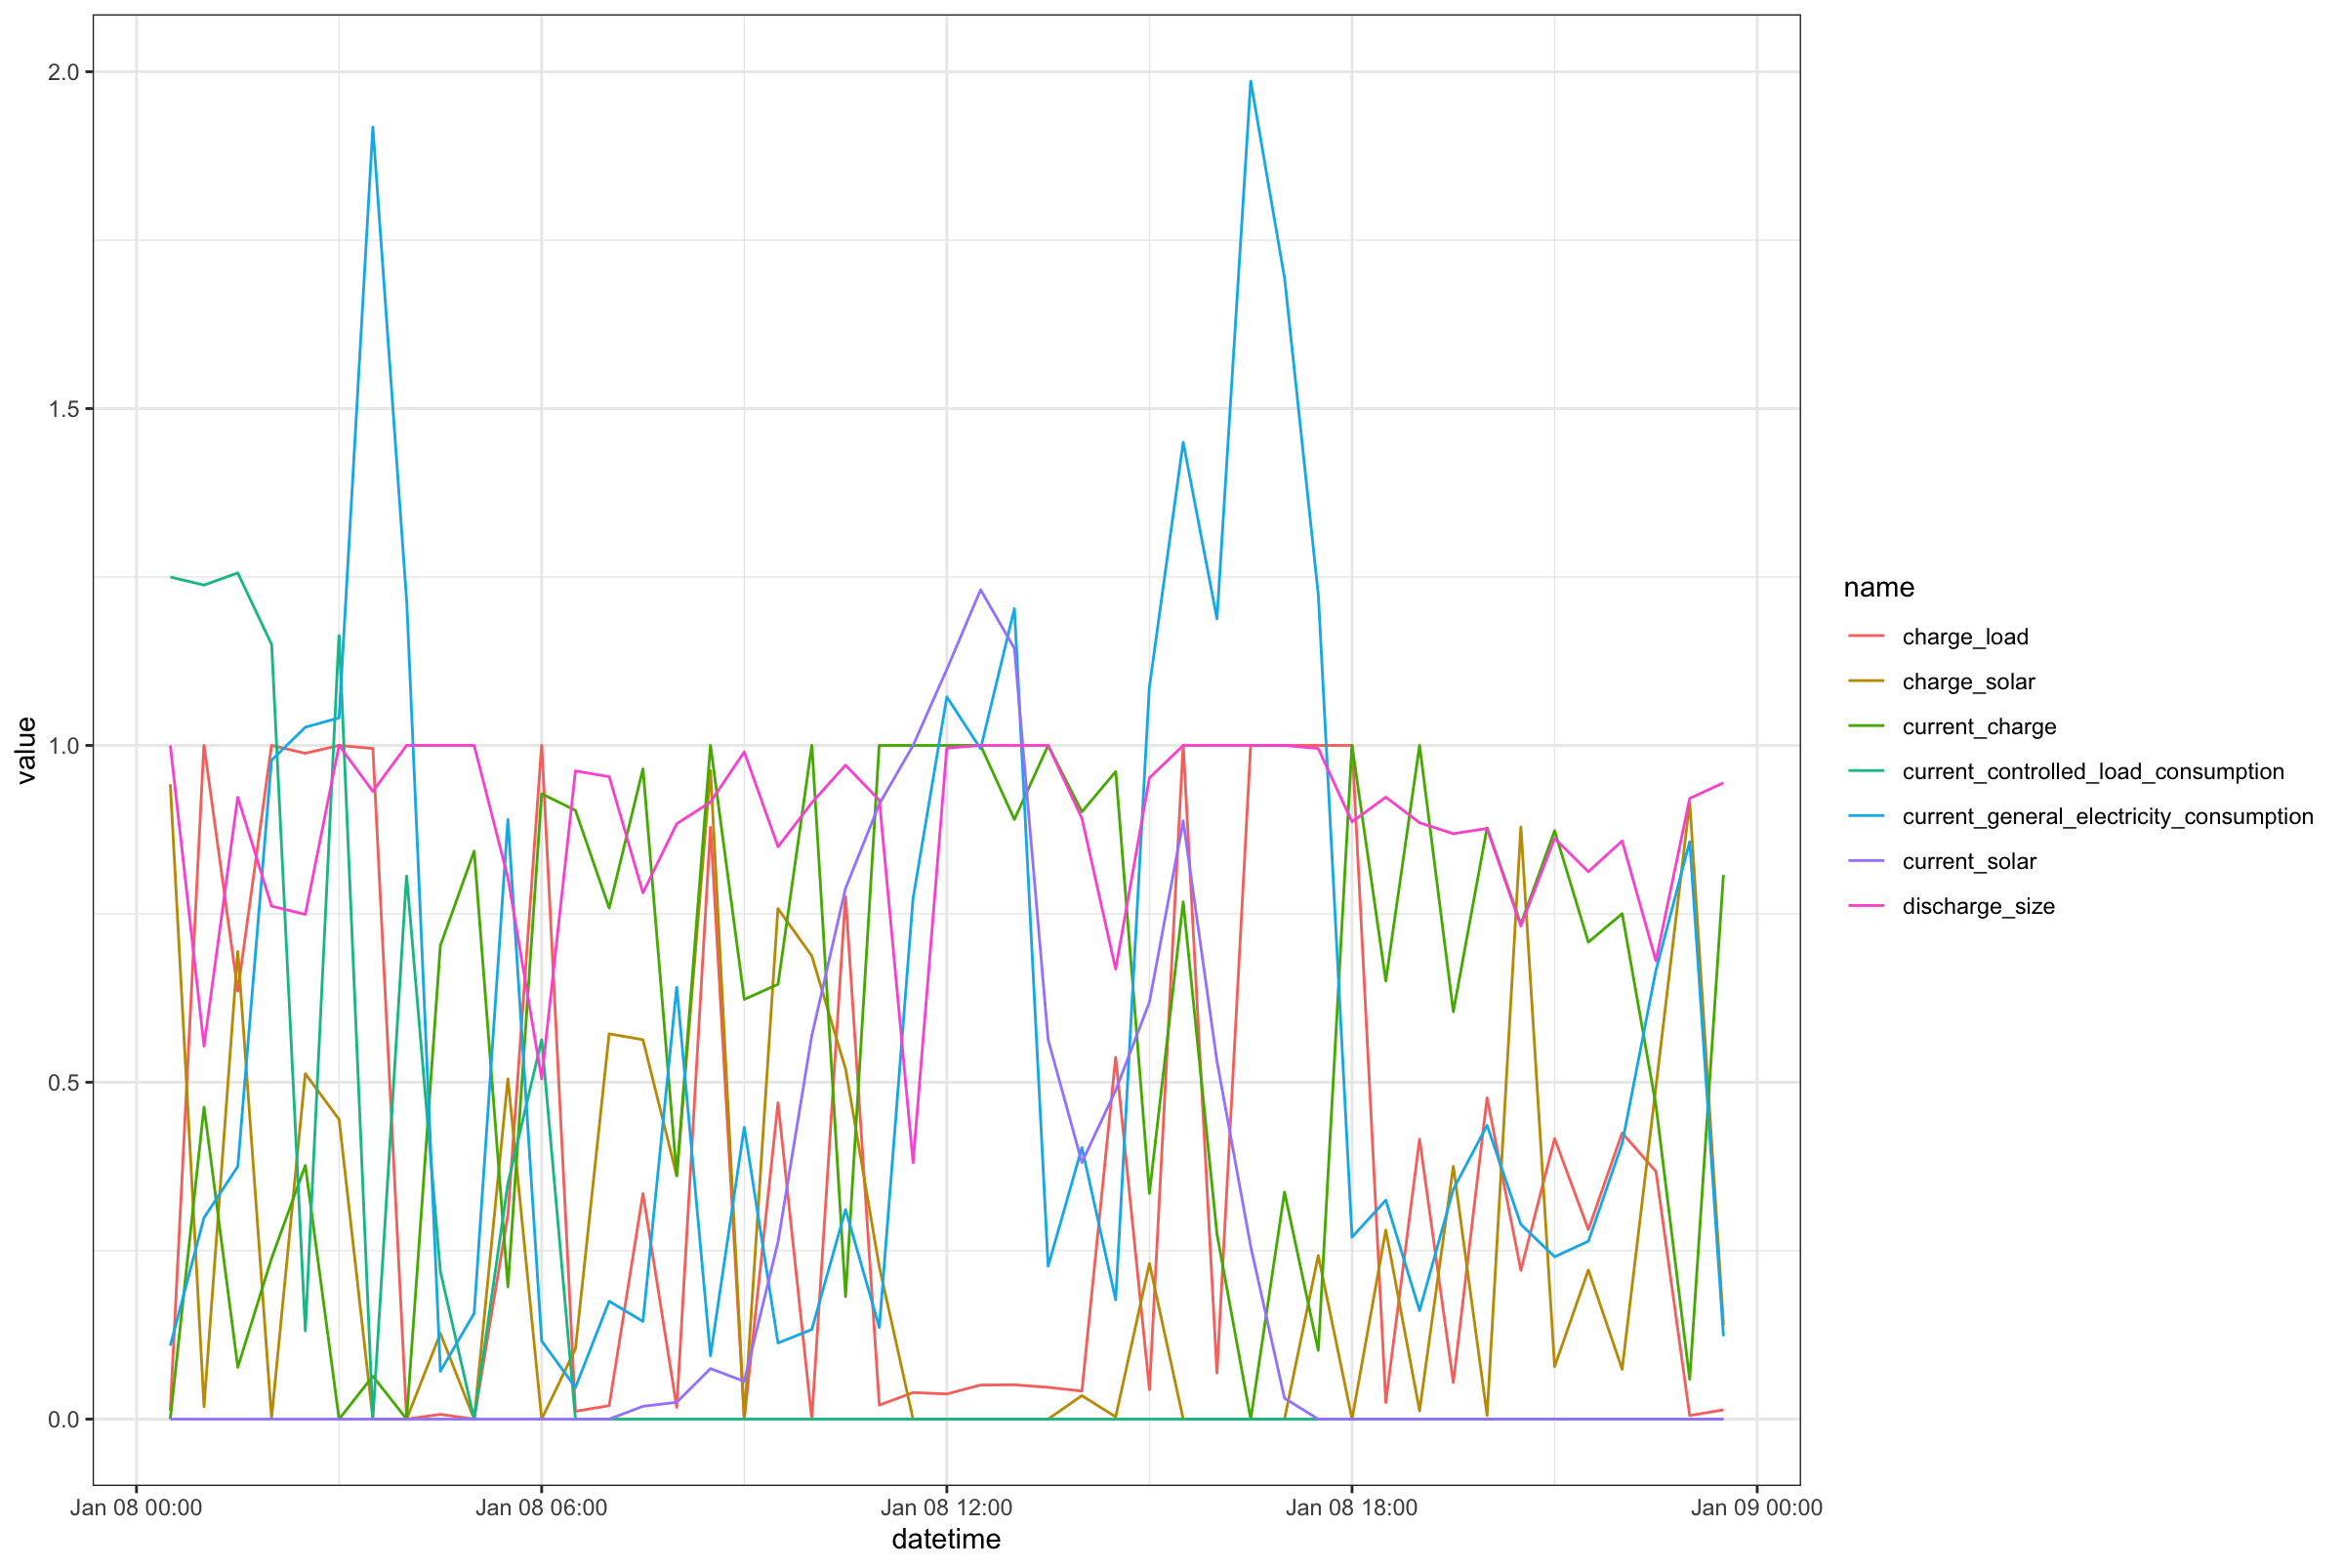 2.0
1.5
1.0
0.5
0.0
value
Jan 08 00:00
Jan 08 06:00
Jan 08 12:00
Jan 08 18:00
Jan 09 00:00
datetime
name
charge_load
charge_solar
current_charge
current_controlled_load_consumption
current_general_electricity_consumption
current_solar
discharge_size